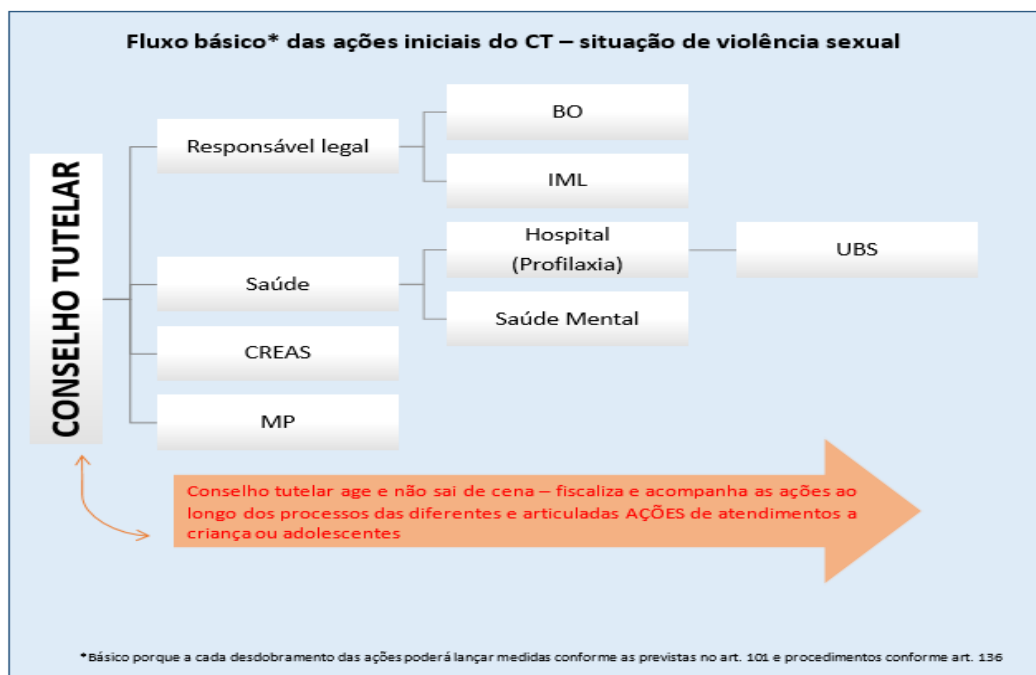 Fluxo básico* das ações iniciais do CT – situação de violência sexual
CONSELHO TUTELAR
Responsável legal
BO
IML
Saúde
Hospital
(Profilaxia)
UBS
Saúde Mental
CREAS
MP
Conselho tutelar age e não sai de cena – fiscaliza e acompanha as ações ao
longo dos processos das diferentes e articuladas AÇÕES de atendimentos a
criança ou adolescentes
*Básico porque a cada desdobramento das ações poderá lançar medidas conforme as previstas no art. 101 e procedimentos conforme art. 136